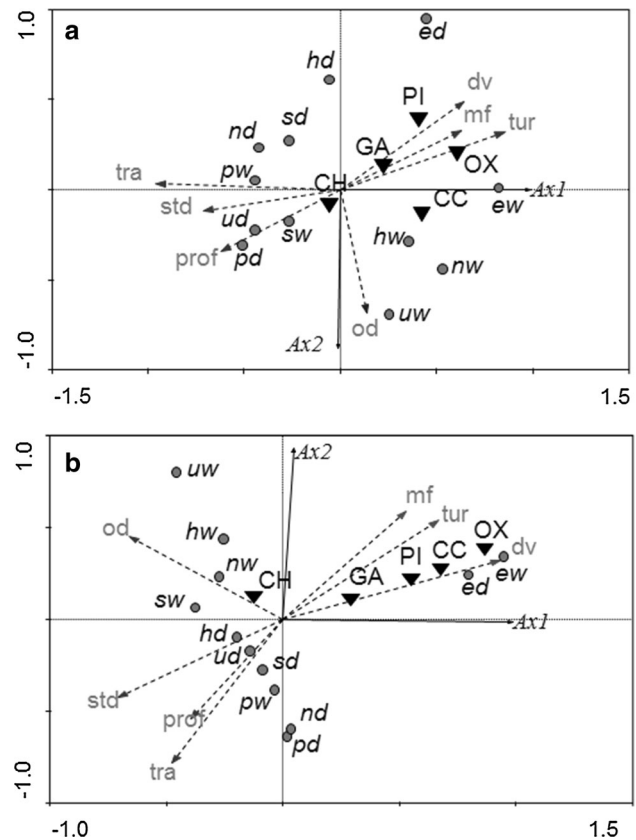 1.0
a
ed
hd
dv
PI
mf
sd
tur
nd
GA
OX
tra
pw
CH
Ax1
std
CC
ew
ud
sw
hw
prof
pd
nw
uw
od
Ax2
-1.0
-1.5
1.5
1.0
b
uw
Ax2
mf
od
hw
tur
OX
nw
CH
GA
PI
CC
dv
ew
sw
ed
hd
Ax1
ud
sd
std
pw
prof
nd
pd
tra
-1.0
-1.0
1.5